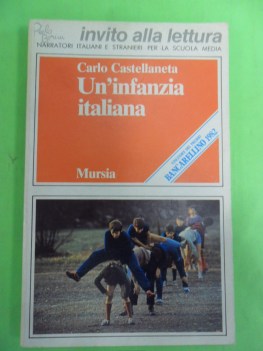 invito alla lettura
NARRATORI ITALIANI E STRANIERI PER LA SCUOLA MEDIA
Carlo Castellaneta
Un'infanzia
italiana
BANCARELLINO 1982
Mursia